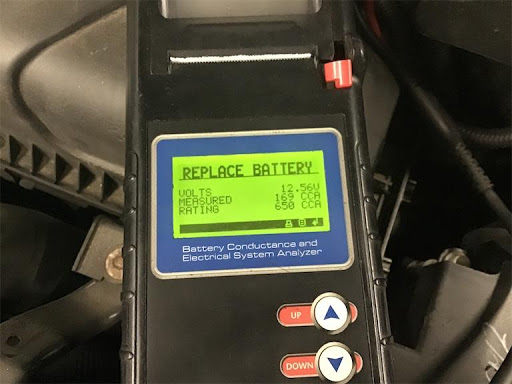 REPLACE BATTERY
VOLTS 12.56V
MEASURED 169 CCA
RATING 650 CCA
Battery Conductance and
Electrical System Analyzer
UP
DOWN